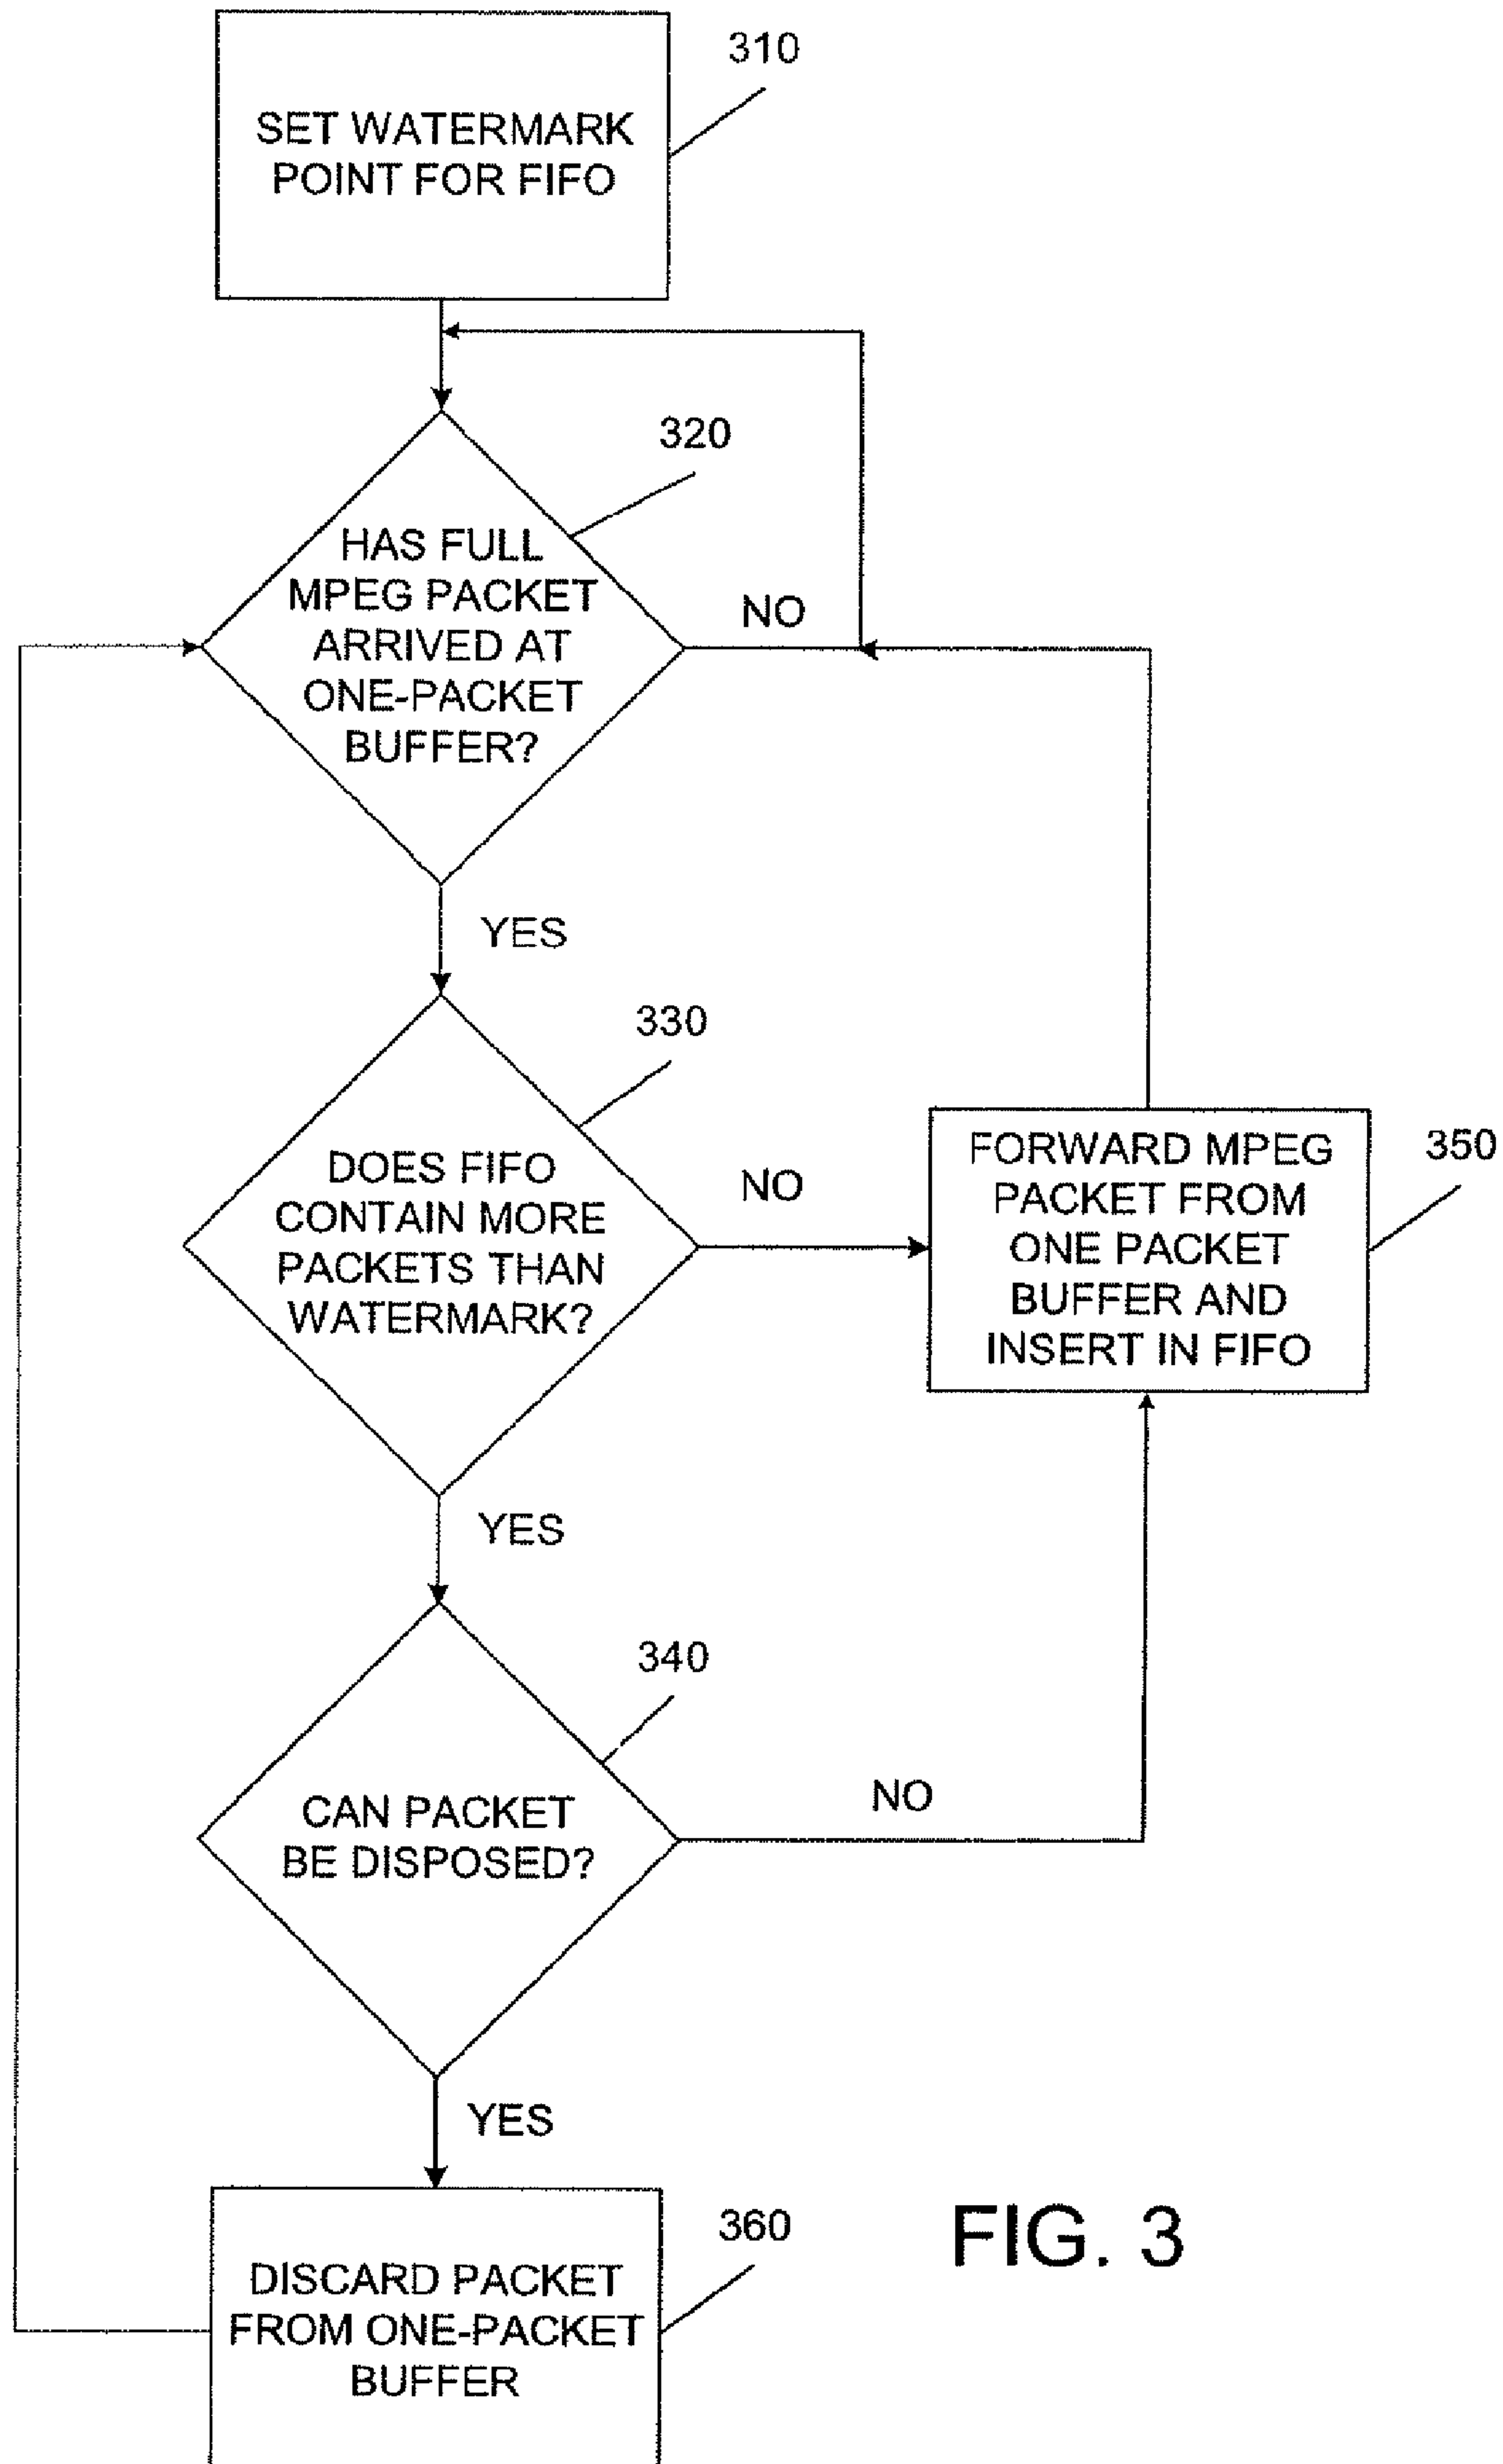 310
SET WATERMARK
POINT FOR FIFO
320
HAS FULL
MPEG PACKET
ARRIVED AT
ONE-PACKET
BUFFER?
NO
YES
330
DOES FIFO
CONTAIN MORE
PACKETS THAN
WATERMARK?
NO
FORWARD MPEG
PACKET FROM
ONE PACKET
BUFFER AND
INSERT IN FIFO
350
YES
340
CAN PACKET
BE DISPOSED?
NO
YES
360
DISCARD PACKET
FROM ONE-PACKET
BUFFER
FIG. 3